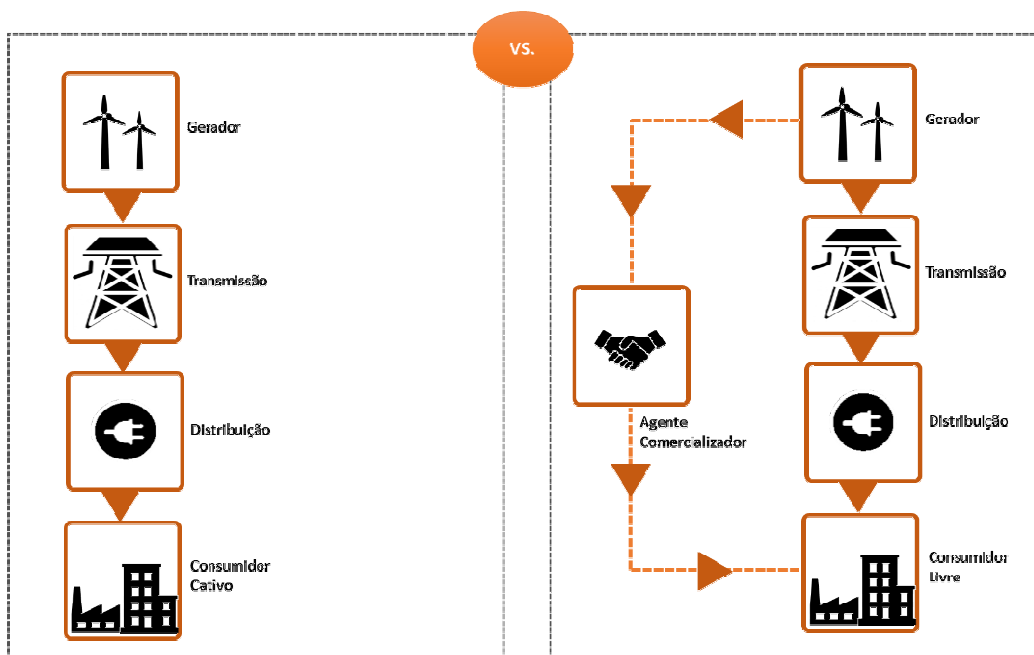 VS.
Gerador
Transmissão
Distribuição
Consumidor
Cativo
Gerador
Transmissão
Distribuição
Agente
Comercializador
Consumidor
Livre